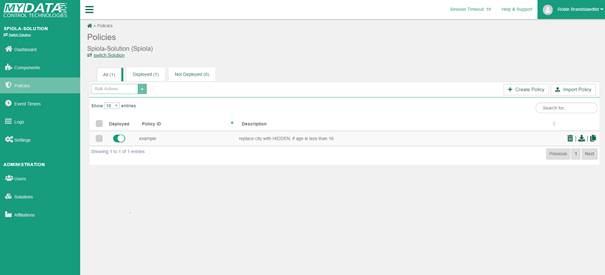 MYDATA
CONTROL TECHNOLOGIES
Session Timeout: 59
Help & Support
Robin Brandstaedter
SPIOLA-SOLUTION
Switch Solution
Dashboard
Components
Policies
Event Timers
Logs
Settings
ADMINISTRATION
Users
Solutions
Affiliations
> Policies
Policies
Spiola-Solution (Spiola)
switch Solution
All (1)
Deployed (1)
Not Deployed (0)
Bulk Actions
Create Policy
Import Policy
Show 10 entries
Search for...
Deployed
Policy ID
Description
example
replace city with HIDDEN, if age is less than 16
Showing 1 to 1 of 1 entries
Previous
1
Next